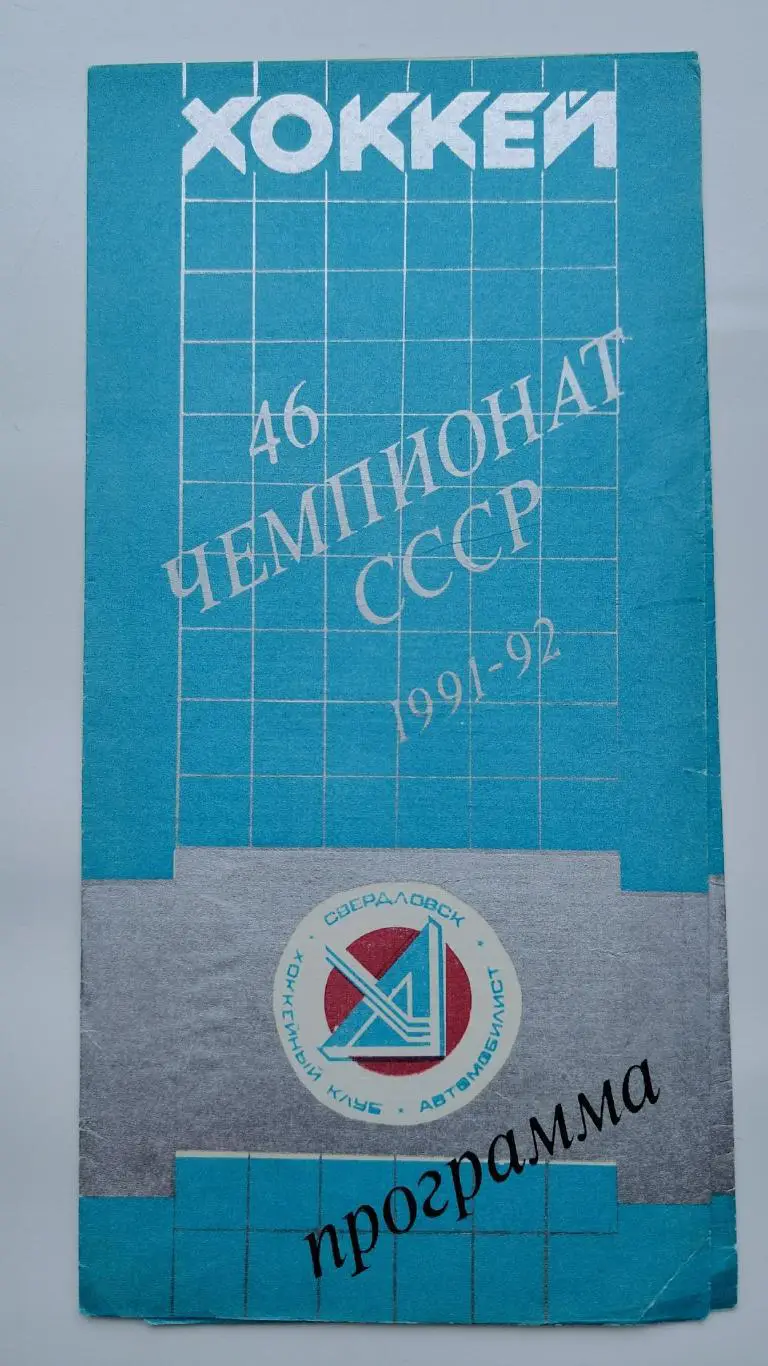 ХОККЕЙ
46
ЧЕМПИОНАТ
СССР
1991-92
СВЕРДЛОВСК
ХОККЕЙНЫЙ КЛУБ • АВТОМОБИЛИСТ •
программа